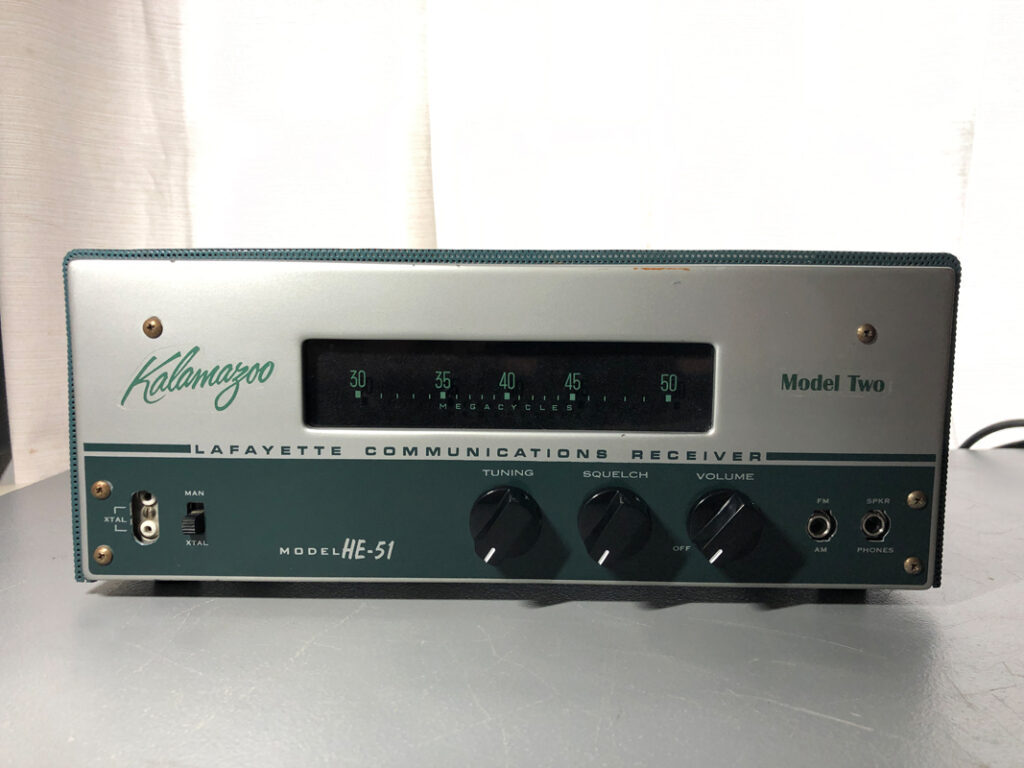 Kalamazoo
30 35 40 45 50
MEGACYCLES
Model Two
LAFAYETTE COMMUNICATIONS RECEIVER
TUNING SQUELCH VOLUME
MAN
XTAL
XTAL
MODEL HE-51
OFF
FM
AM
SPKR
PHONES